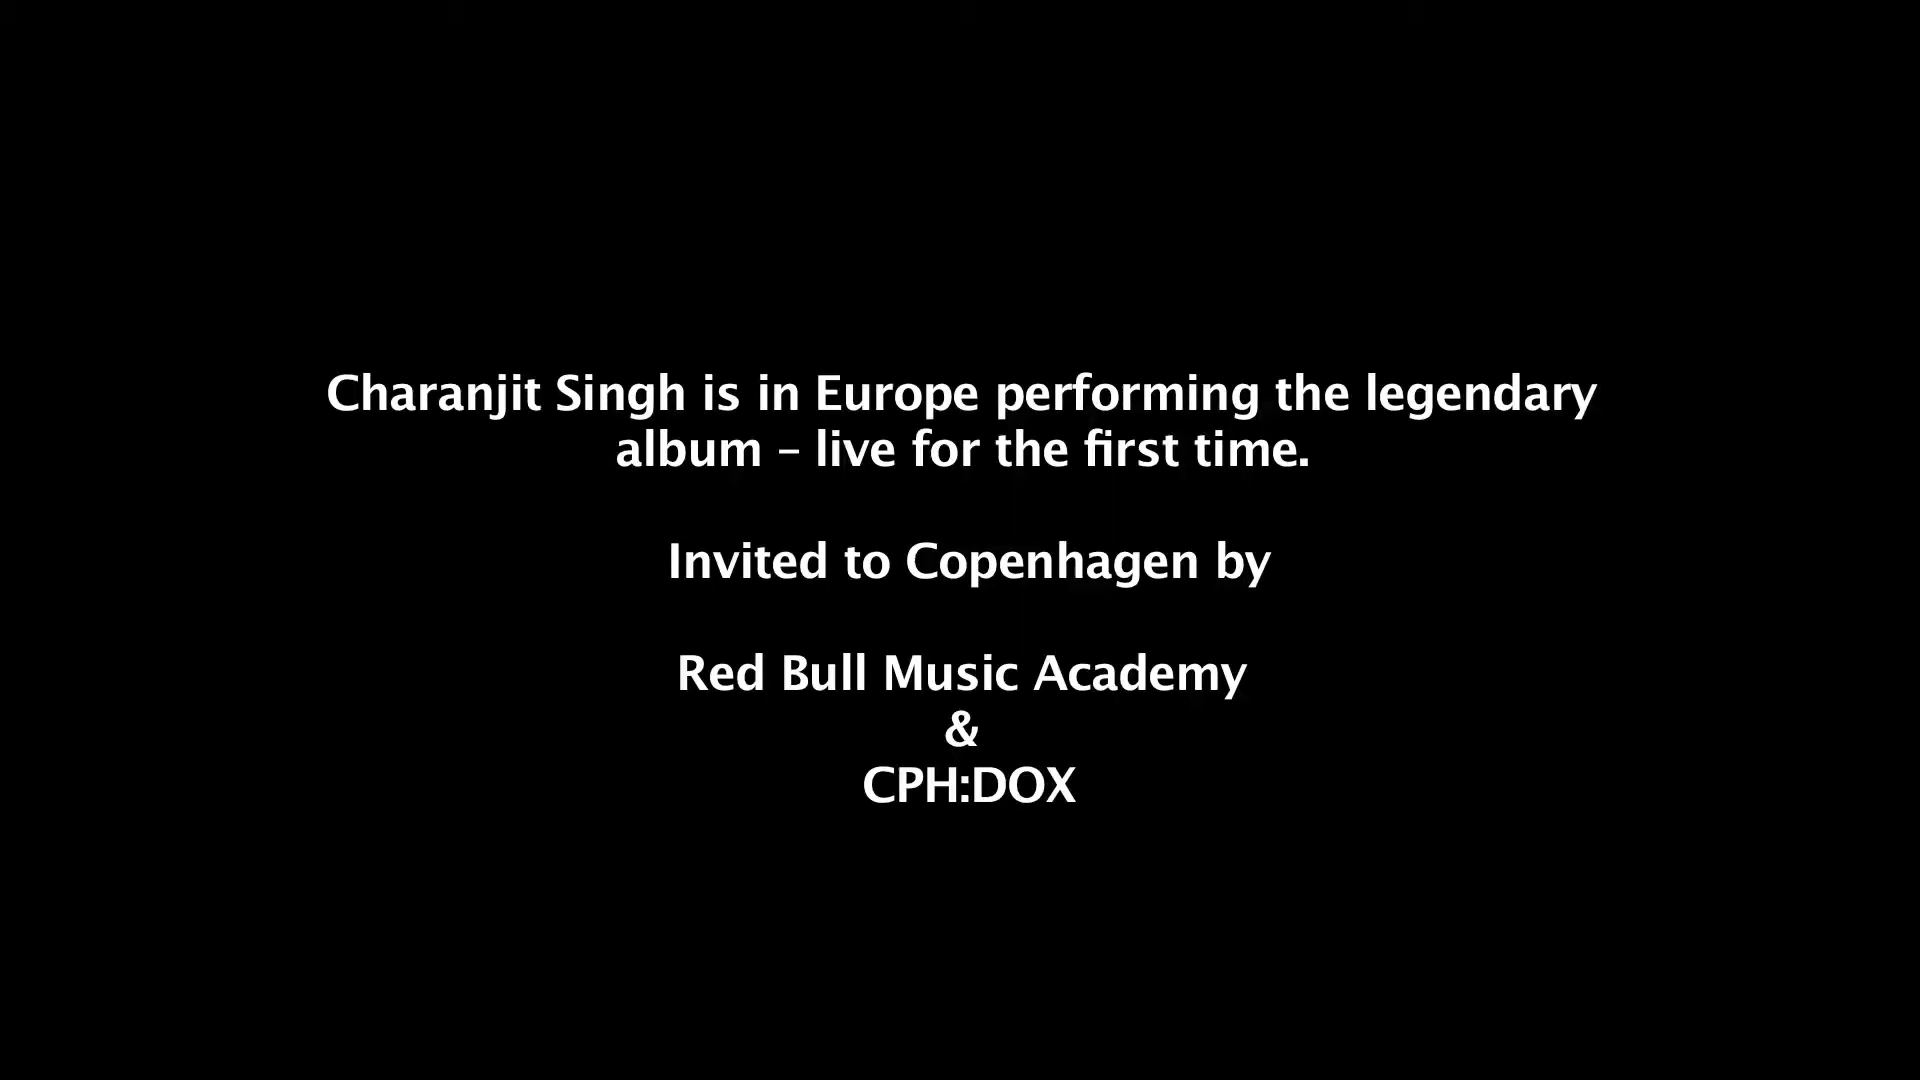 Charanjit Singh is in Europe performing the legendary
album – live for the first time.
Invited to Copenhagen by
Red Bull Music Academy
&
CPH:DOX